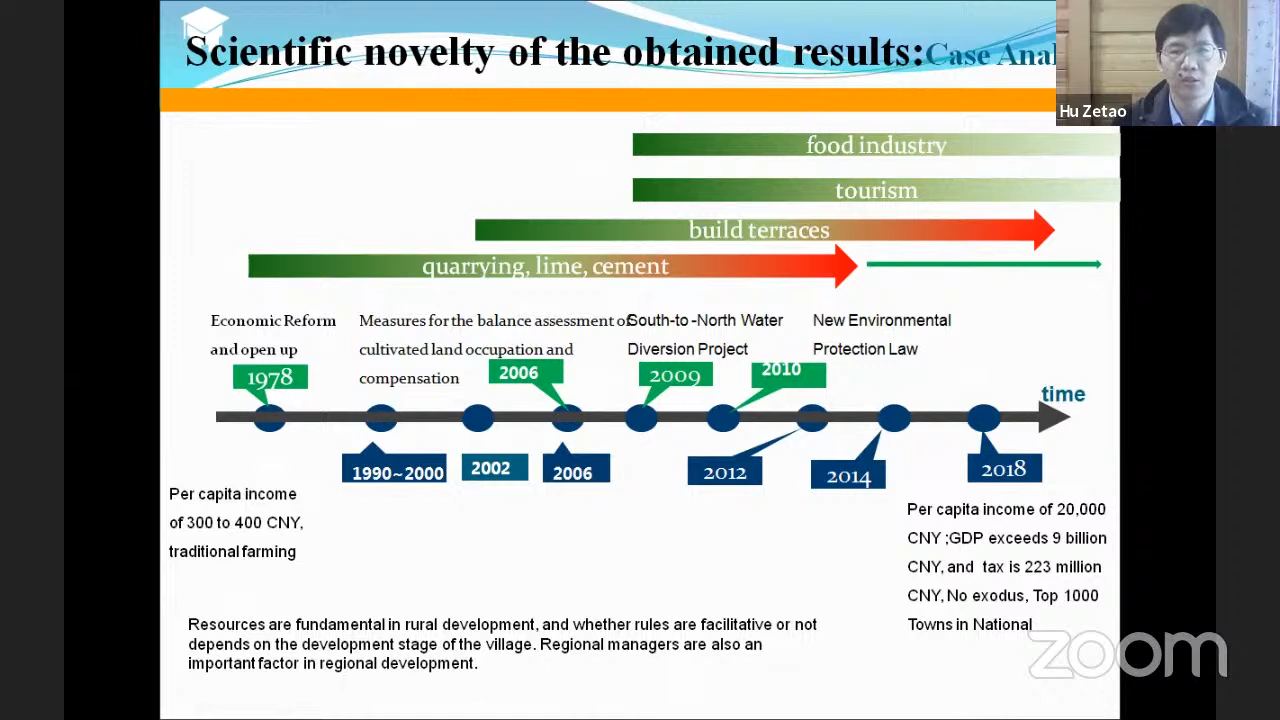 Scientific novelty of the obtained results:Case Anal
Hu Zetao
food industry
tourism
build terraces
quarrying, lime, cement
Economic Reform
and open up
Measures for the balance assessment of
cultivated land occupation and
compensation
South-to -North Water
Diversion Project
New Environmental
Protection Law
1978
2006
2009
2010
time
1990~2000
2002
2006
2012
2014
2018
Per capita income
of 300 to 400 CNY,
traditional farming
Per capita income of 20,000
CNY ;GDP exceeds 9 billion
CNY, and tax is 223 million
CNY, No exodus, Top 1000
Towns in National
Resources are fundamental in rural development, and whether rules are facilitative or not
depends on the development stage of the village. Regional managers are also an
important factor in regional development.
zoom